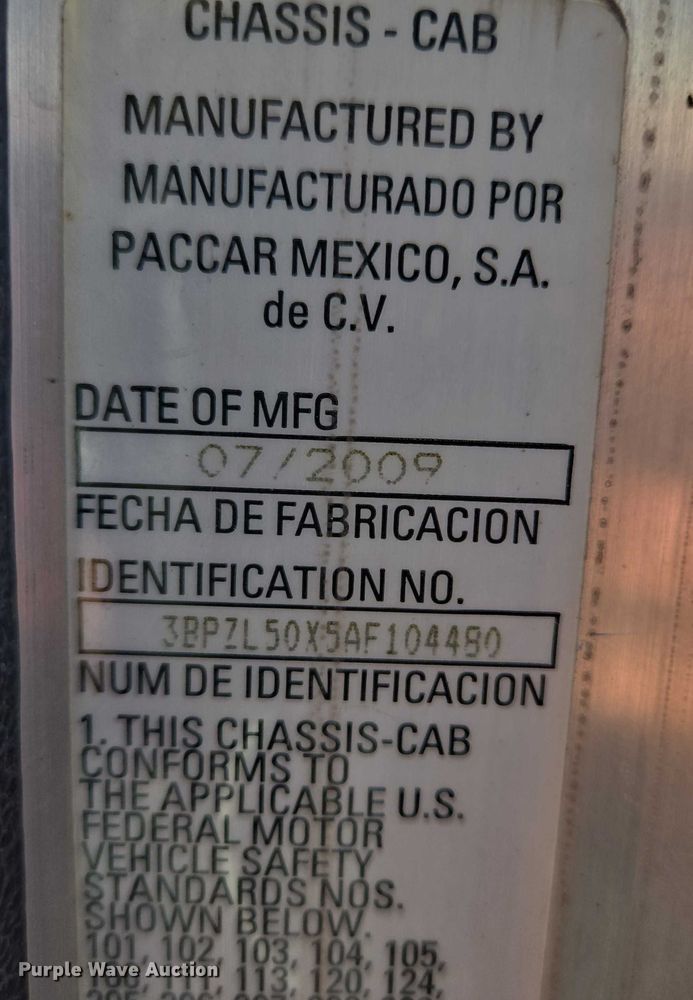 CHASSIS - CAB
MANUFACTURED BY
MANUFACTURADO POR
PACCAR MEXICO, S.A.
de C.V.
DATE OF MFG
07/2009
FECHA DE FABRICACION
IDENTIFICATION NO.
3BPZL50X5AF104480
NUM DE IDENTIFICACION
1. THIS CHASSIS-CAB
CONFORMS TO
THE APPLICABLE U.S.
FEDERAL MOTOR
VEHICLE SAFETY
STANDARDS NOS.
SHOWN BELOW.
101, 102, 103, 104, 105,
113, 120, 124,
Purple Wave Auction